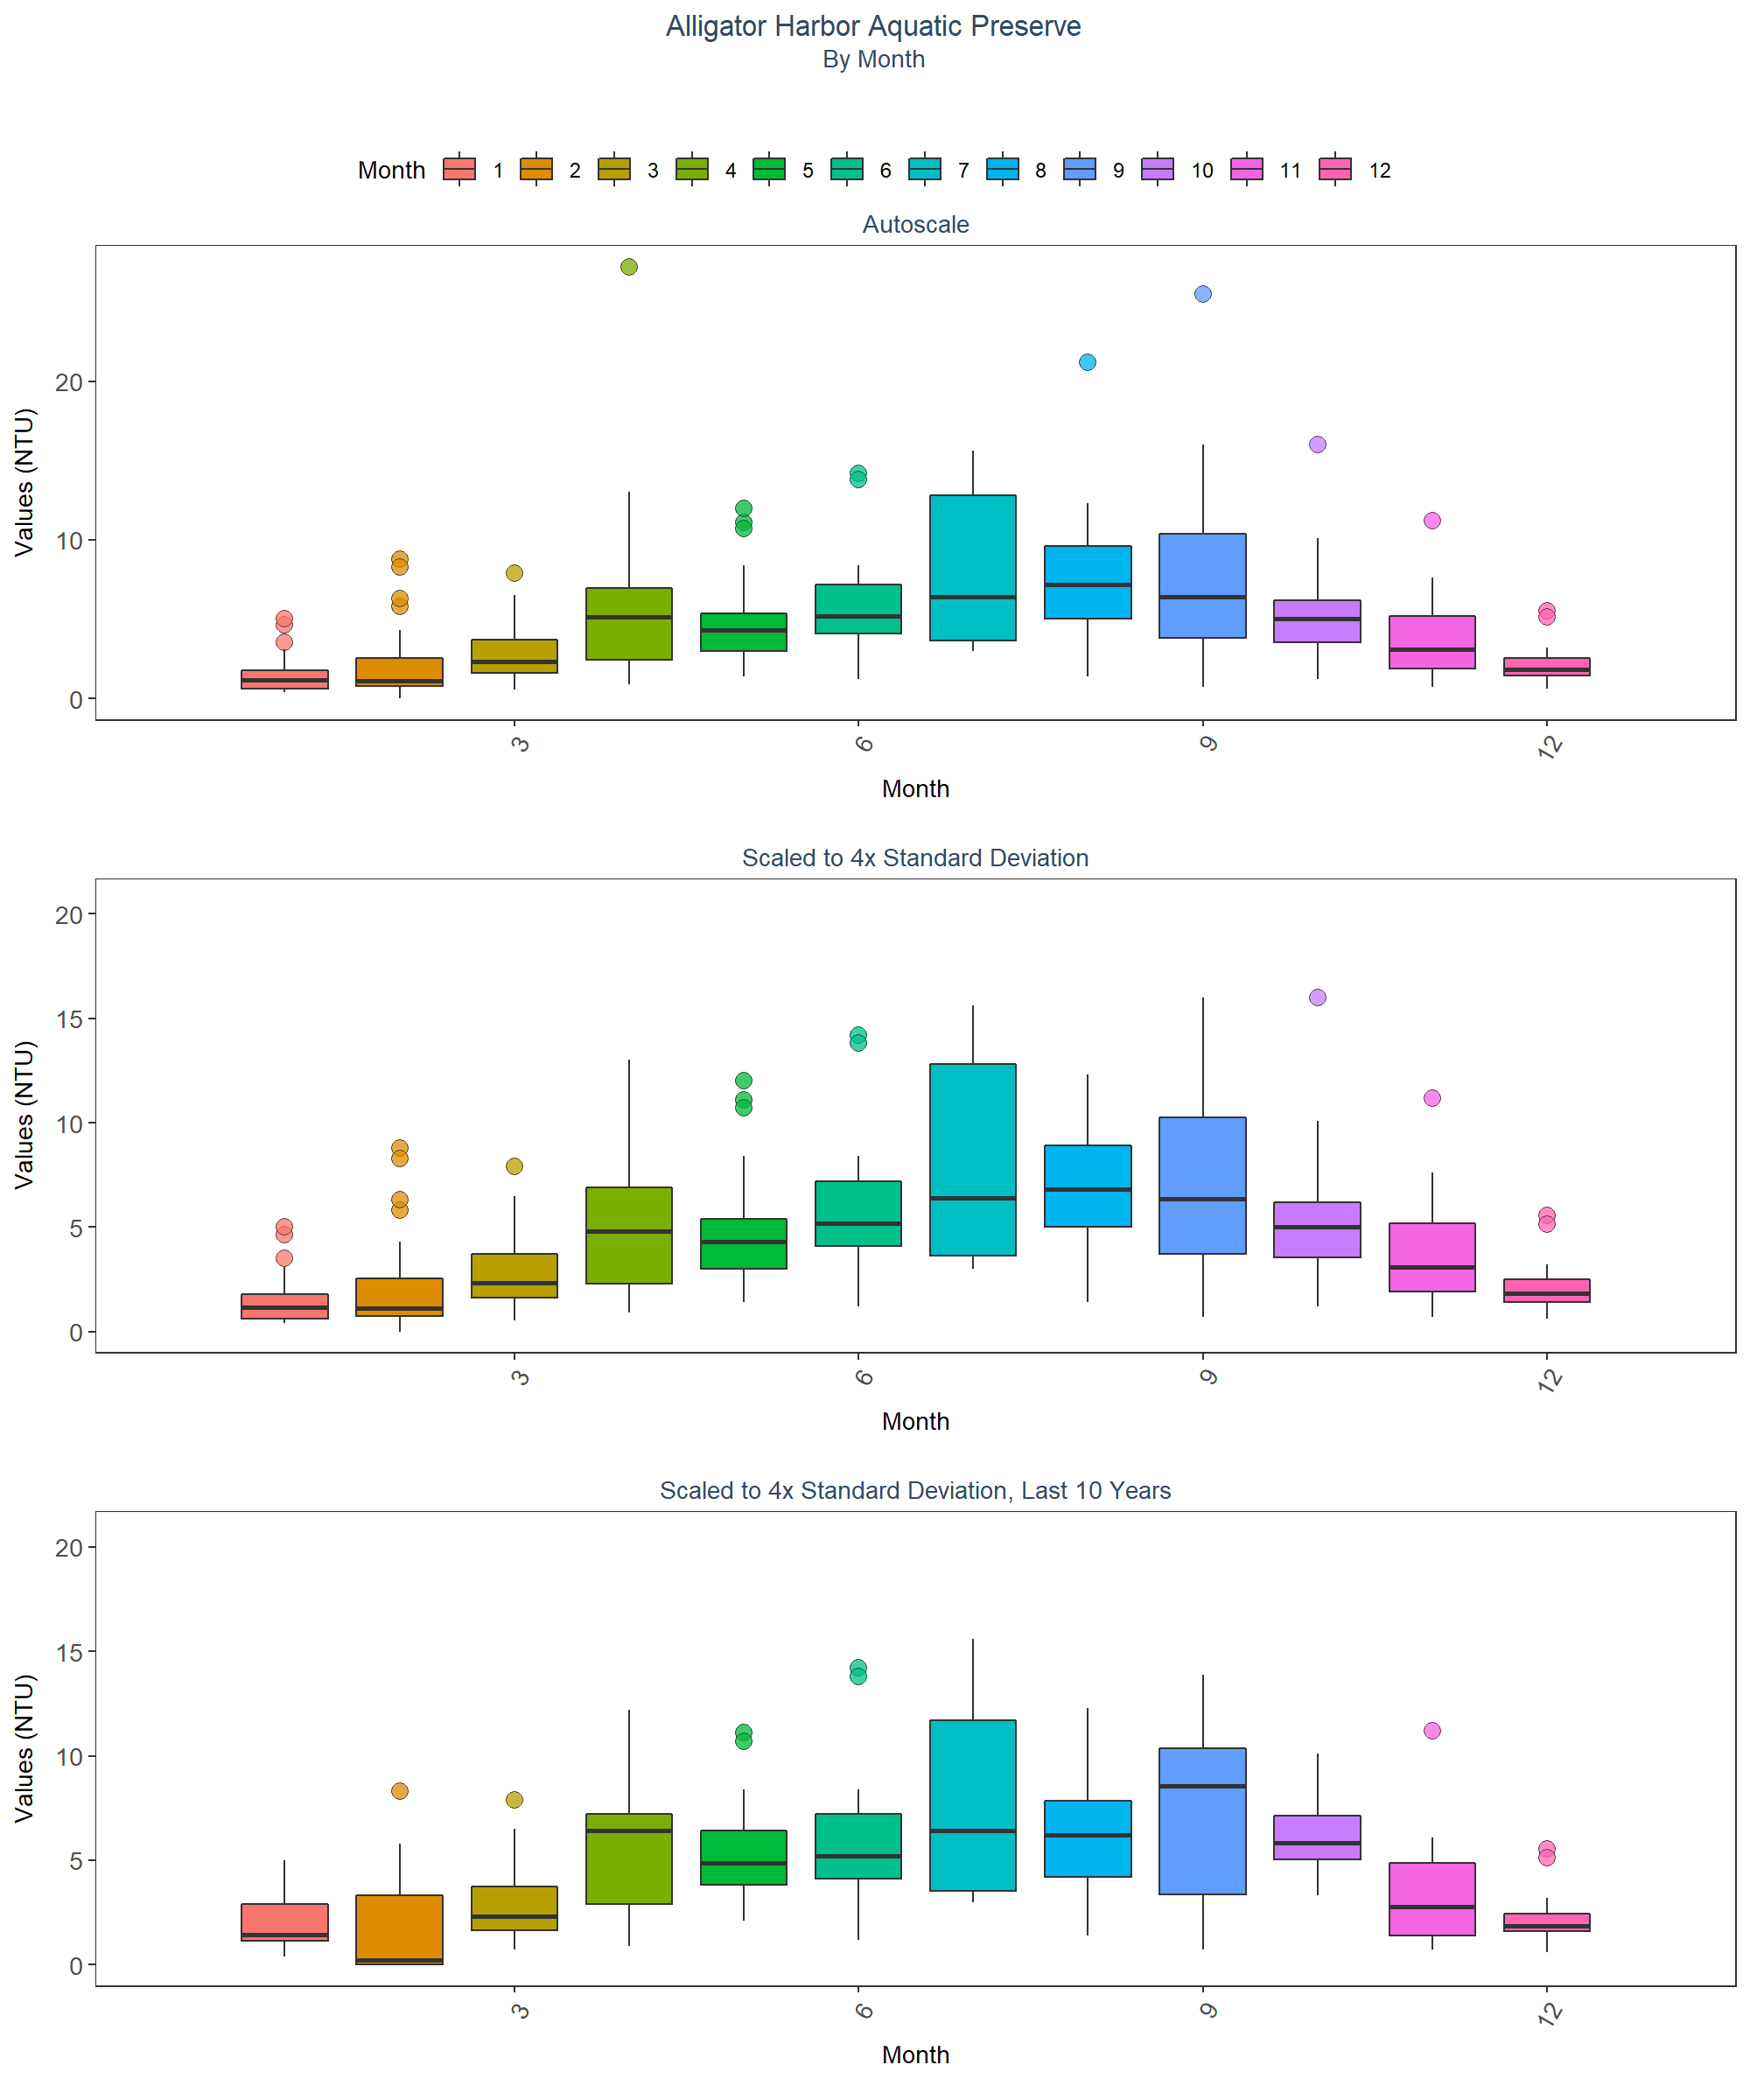 Alligator Harbor Aquatic Preserve
By Month
Month 1 2 3 4 5 6 7 8 9 10 11 12
Autoscale
Values (NTU)
20
10
0
3 6 9 12
Month
Scaled to 4x Standard Deviation
Values (NTU)
20
15
10
5
0
3 6 9 12
Month
Scaled to 4x Standard Deviation, Last 10 Years
Values (NTU)
20
15
10
5
0
3 6 9 12
Month